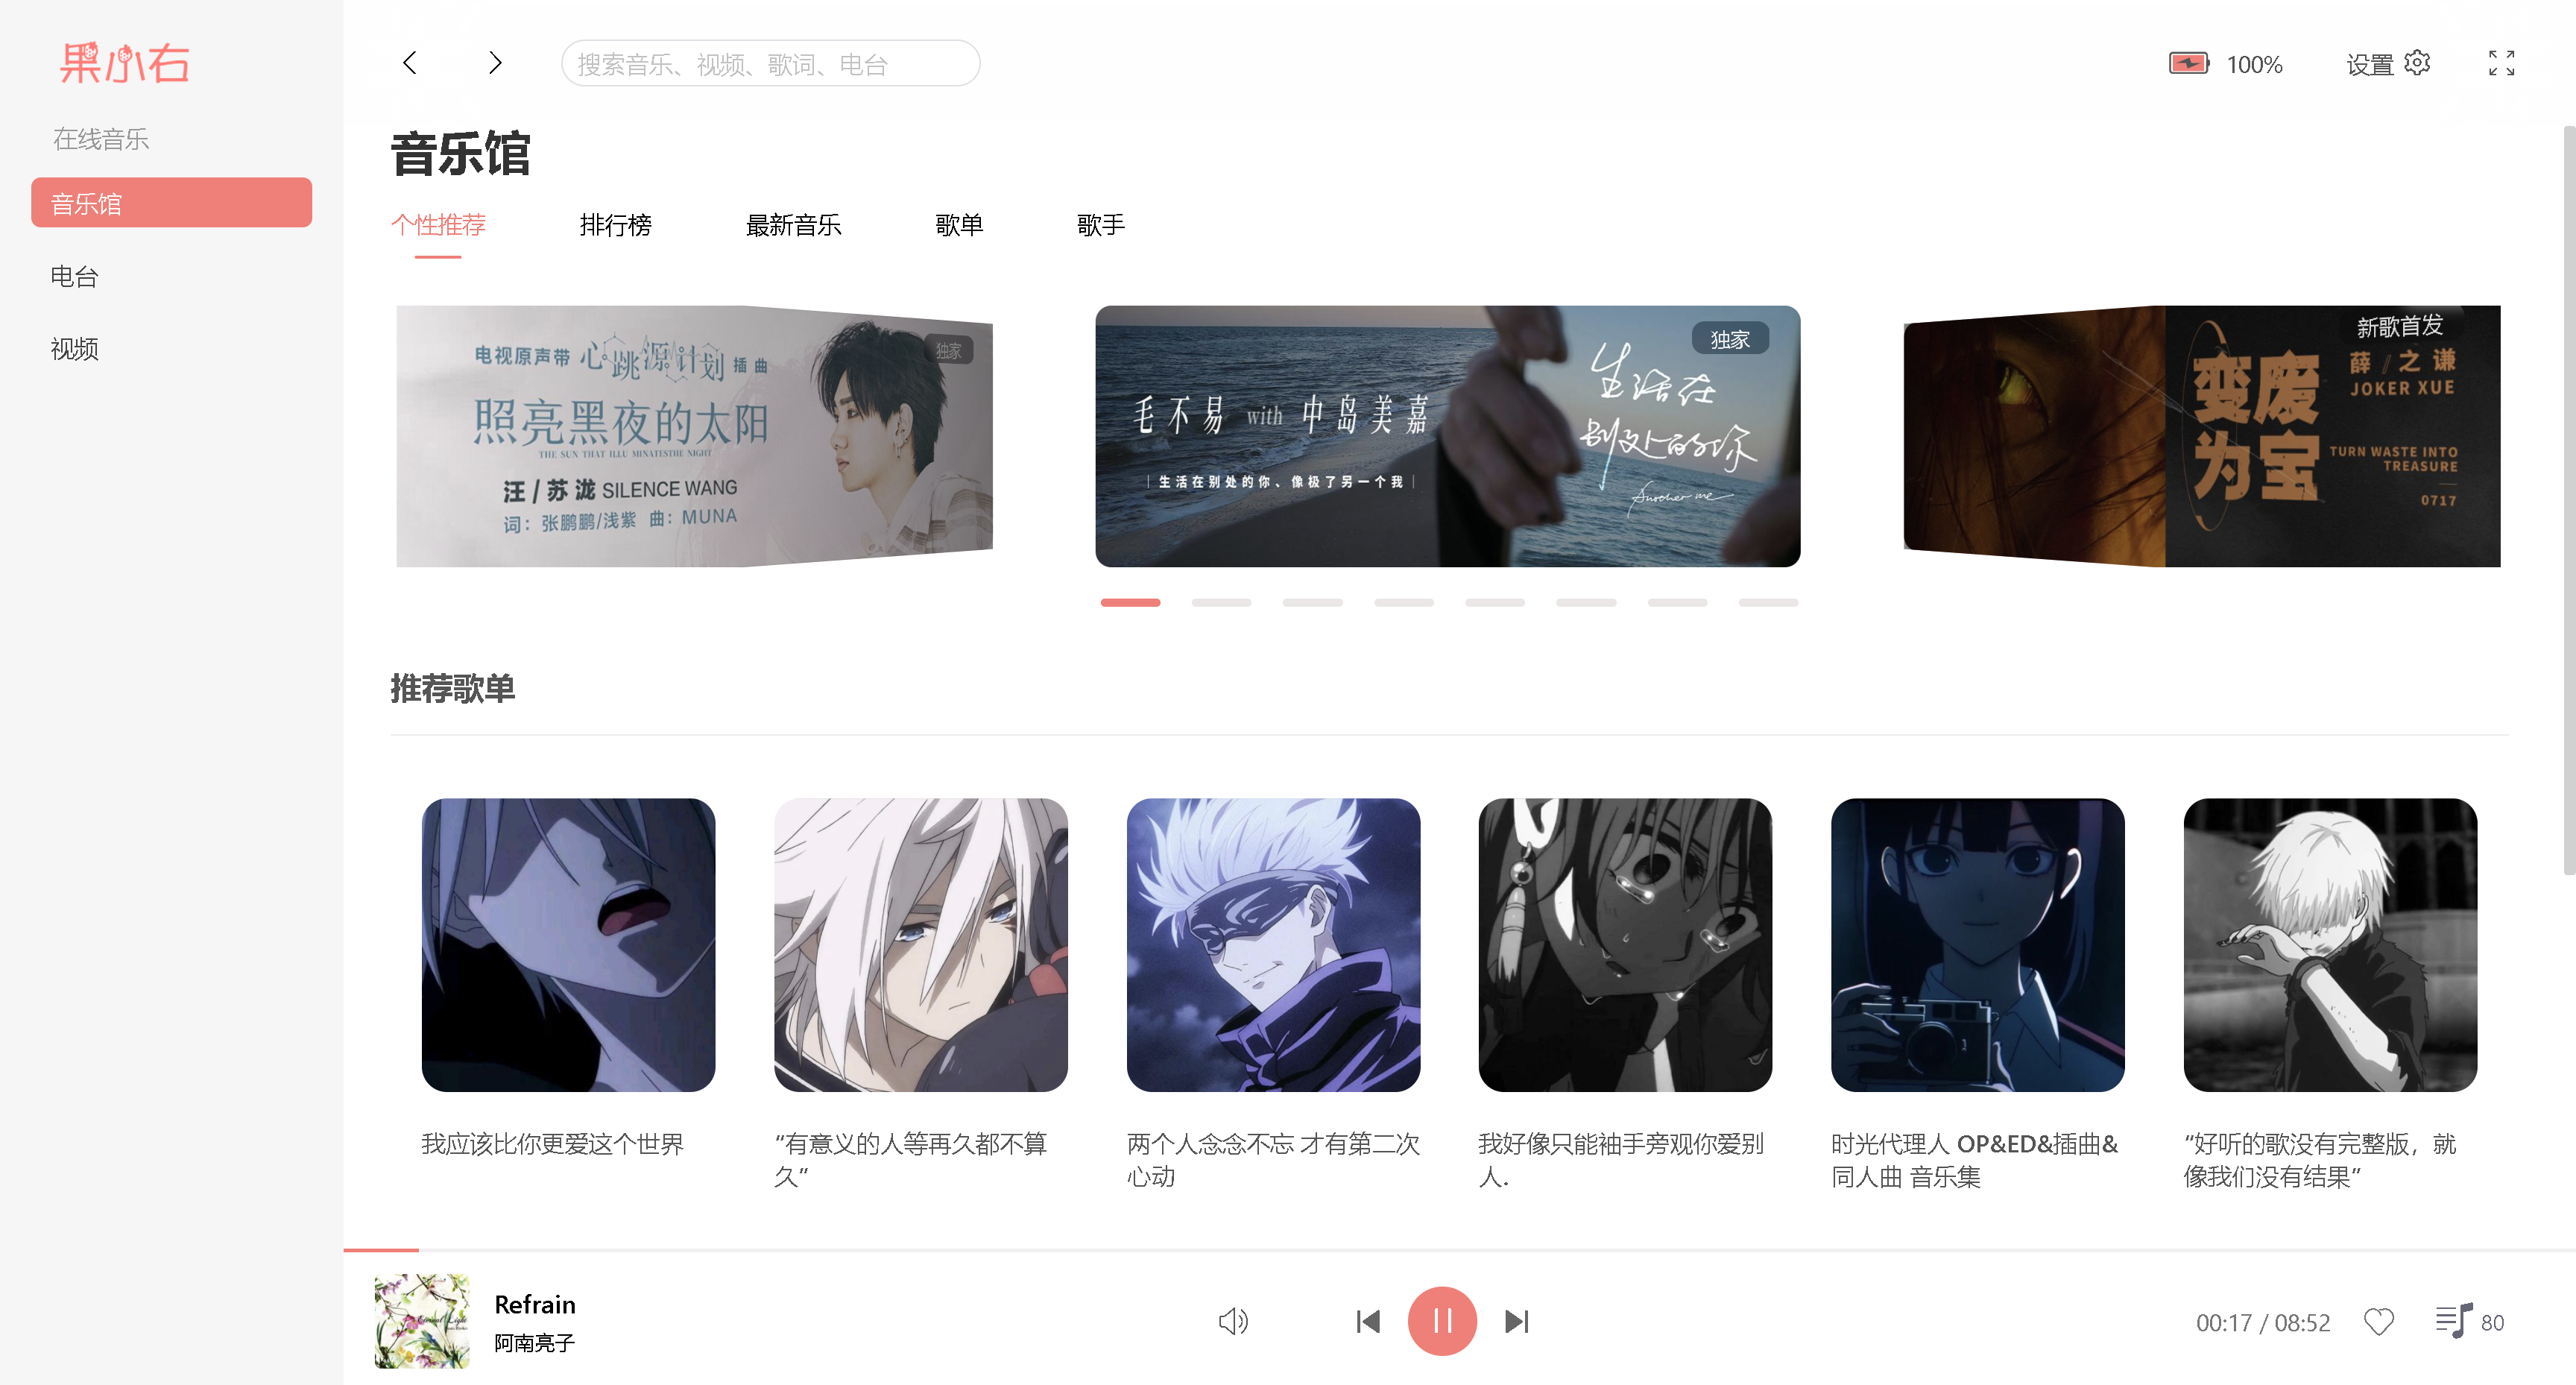 果小右
在线音乐
音乐馆
电台
视频
搜索音乐、视频、歌词、电台
100%
设置
音乐馆
个性推荐 排行榜 最新音乐 歌单 歌手
独家
电视原声带 心跳源计划 插曲
照亮黑夜的太阳
THE SUN THAT ILLU MINATESTHE NIGHT
汪/苏泷 SILENCE WANG
词：张鹏鹏/浅紫 曲：MUNA
独家
毛不易 with 中岛美嘉
生活在别处的你、像极了另一个我
生活在
别处的你
Another me
新歌首发
薛/之谦
JOKER XUE
变废
为宝
TURN WASTE INTO
TREASURE
0717
推荐歌单
我应该比你更爱这个世界
“有意义的人等再久都不算
久”
两个人念念不忘 才有第二次
心动
我好像只能袖手旁观你爱别
人.
时光代理人 OP&ED&插曲&
同人曲 音乐集
“好听的歌没有完整版，就
像我们没有结果”
Refrain
阿南亮子
00:17 / 08:52
80